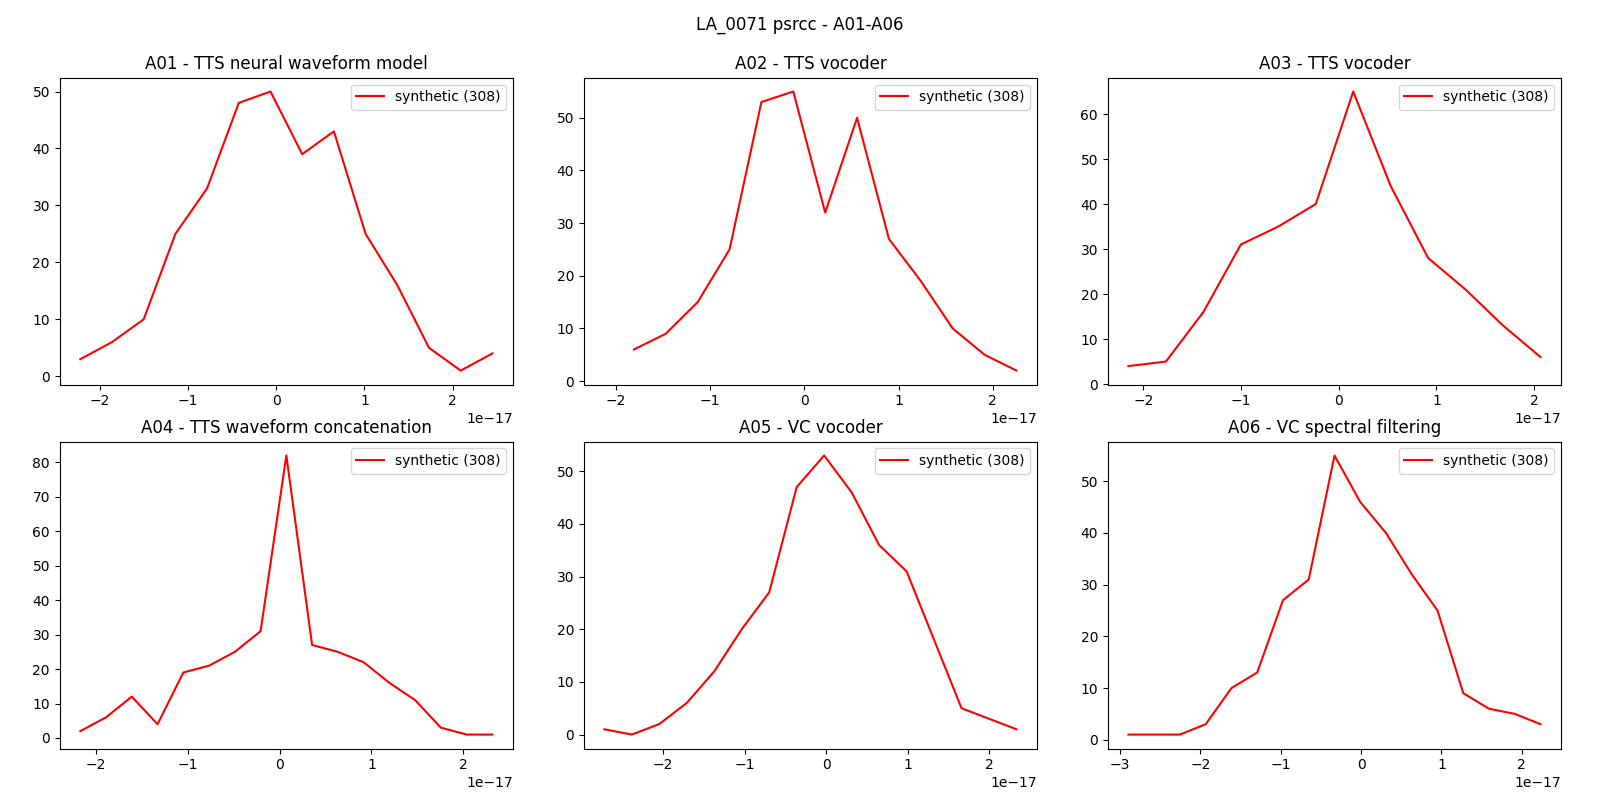 LA_0071 psrcc - A01-A06
A01 - TTS neural waveform model
synthetic (308)
50
40
30
20
10
0
−2 −1 0 1 2
1e−17
A02 - TTS vocoder
synthetic (308)
50
40
30
20
10
0
−2 −1 0 1 2
1e−17
A03 - TTS vocoder
synthetic (308)
60
50
40
30
20
10
0
−2 −1 0 1 2
1e−17
A04 - TTS waveform concatenation
synthetic (308)
80
70
60
50
40
30
20
10
0
−2 −1 0 1 2
1e−17
A05 - VC vocoder
synthetic (308)
50
40
30
20
10
0
−2 −1 0 1 2
1e−17
A06 - VC spectral filtering
synthetic (308)
50
40
30
20
10
0
−3 −2 −1 0 1 2
1e−17